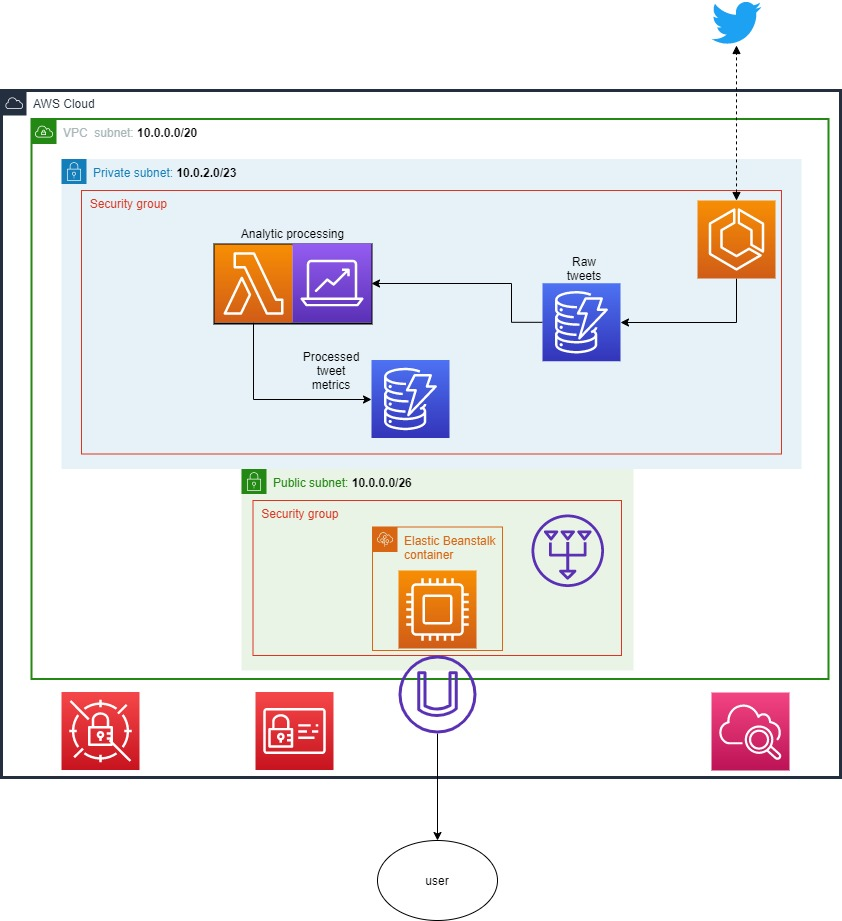 AWS Cloud
VPC subnet: 10.0.0.0/20
Private subnet: 10.0.2.0/23
Security group
Analytic processing
Raw
tweets
Processed
tweet
metrics
Public subnet: 10.0.0.0/26
Security group
Elastic Beanstalk
container
user